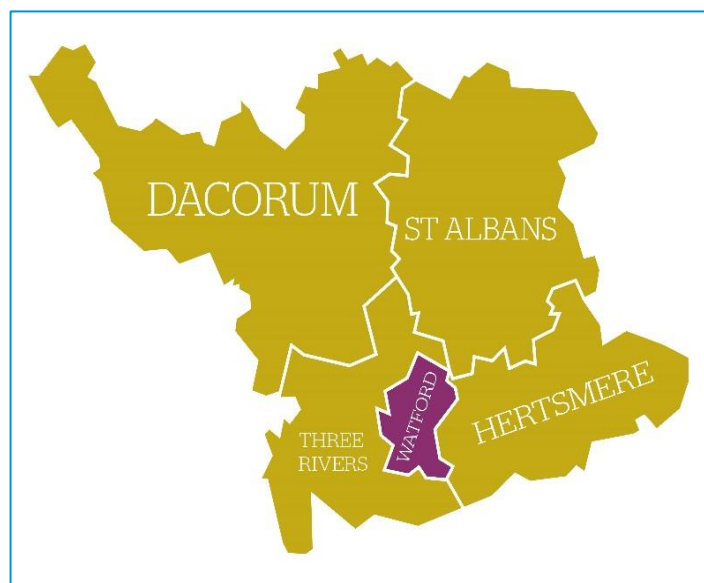 DACORUM
ST ALBANS
HERTSMERE
WATFORD
THREE
RIVERS